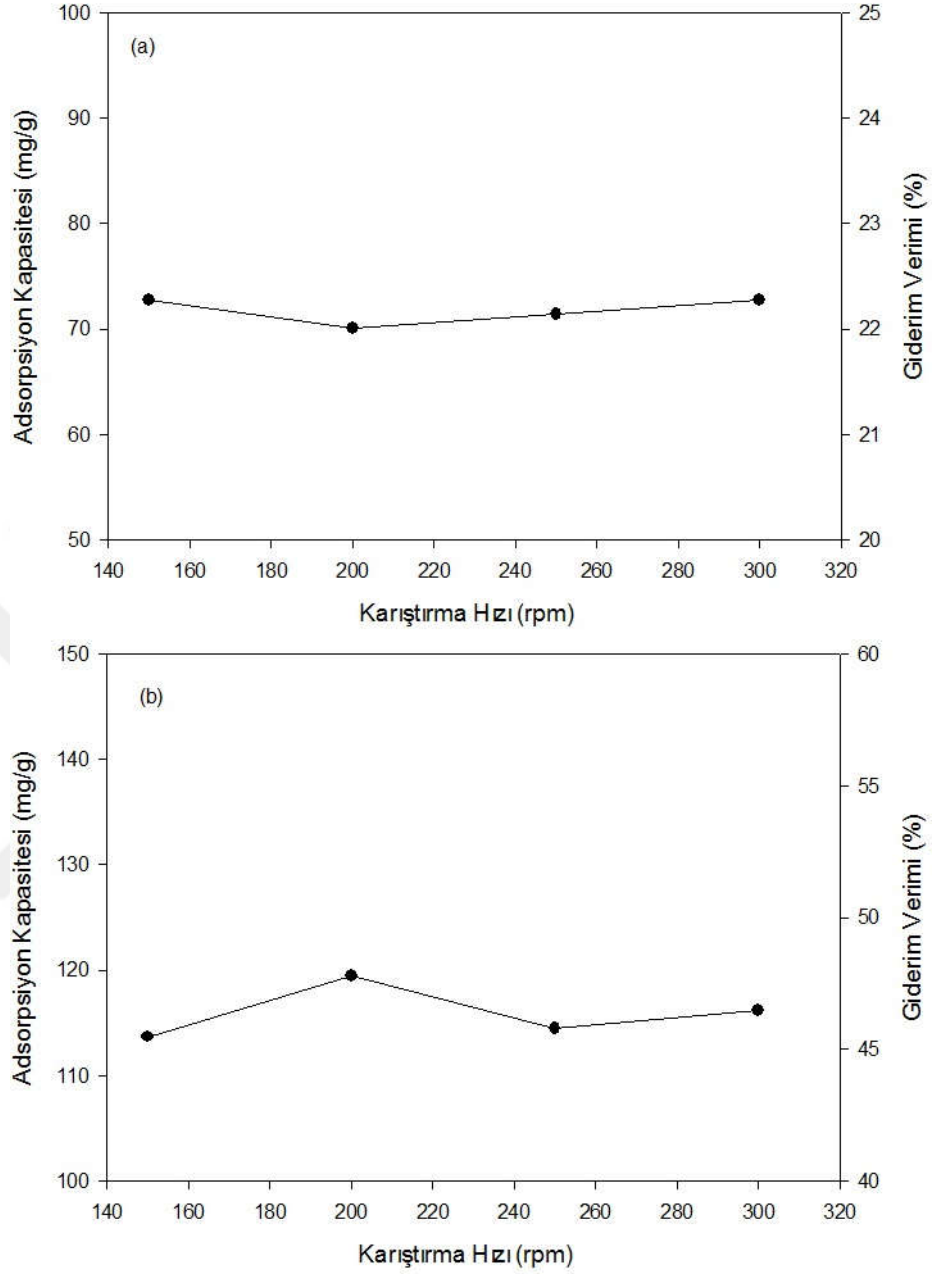 (a)
Adsorpsiyon Kapasitesi (mg/g)
100
90
80
70
60
50
Giderim Verimi (%)
25
24
23
22
21
20
140 160 180 200 220 240 260 280 300 320
Karıştırma Hızı (rpm)
(b)
Adsorpsiyon Kapasitesi (mg/g)
150
140
130
120
110
100
Giderim Verimi (%)
60
55
50
45
40
140 160 180 200 220 240 260 280 300 320
Karıştırma Hızı (rpm)